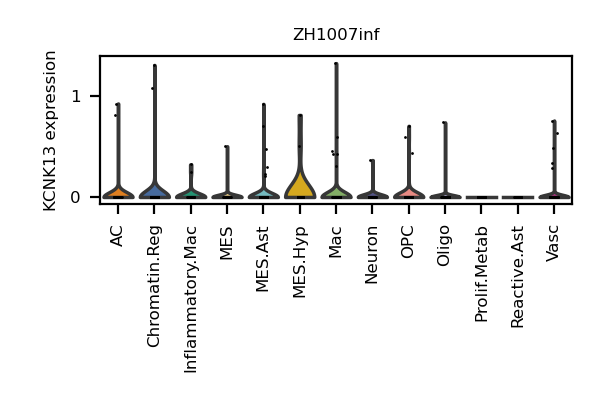 ZH1007inf
KCNK13 expression
1
0
AC
Chromatin.Reg
Inflammatory.Mac
MES
MES.Ast
MES.Hyp
Mac
Neuron
OPC
Oligo
Prolif.Metab
Reactive.Ast
Vasc